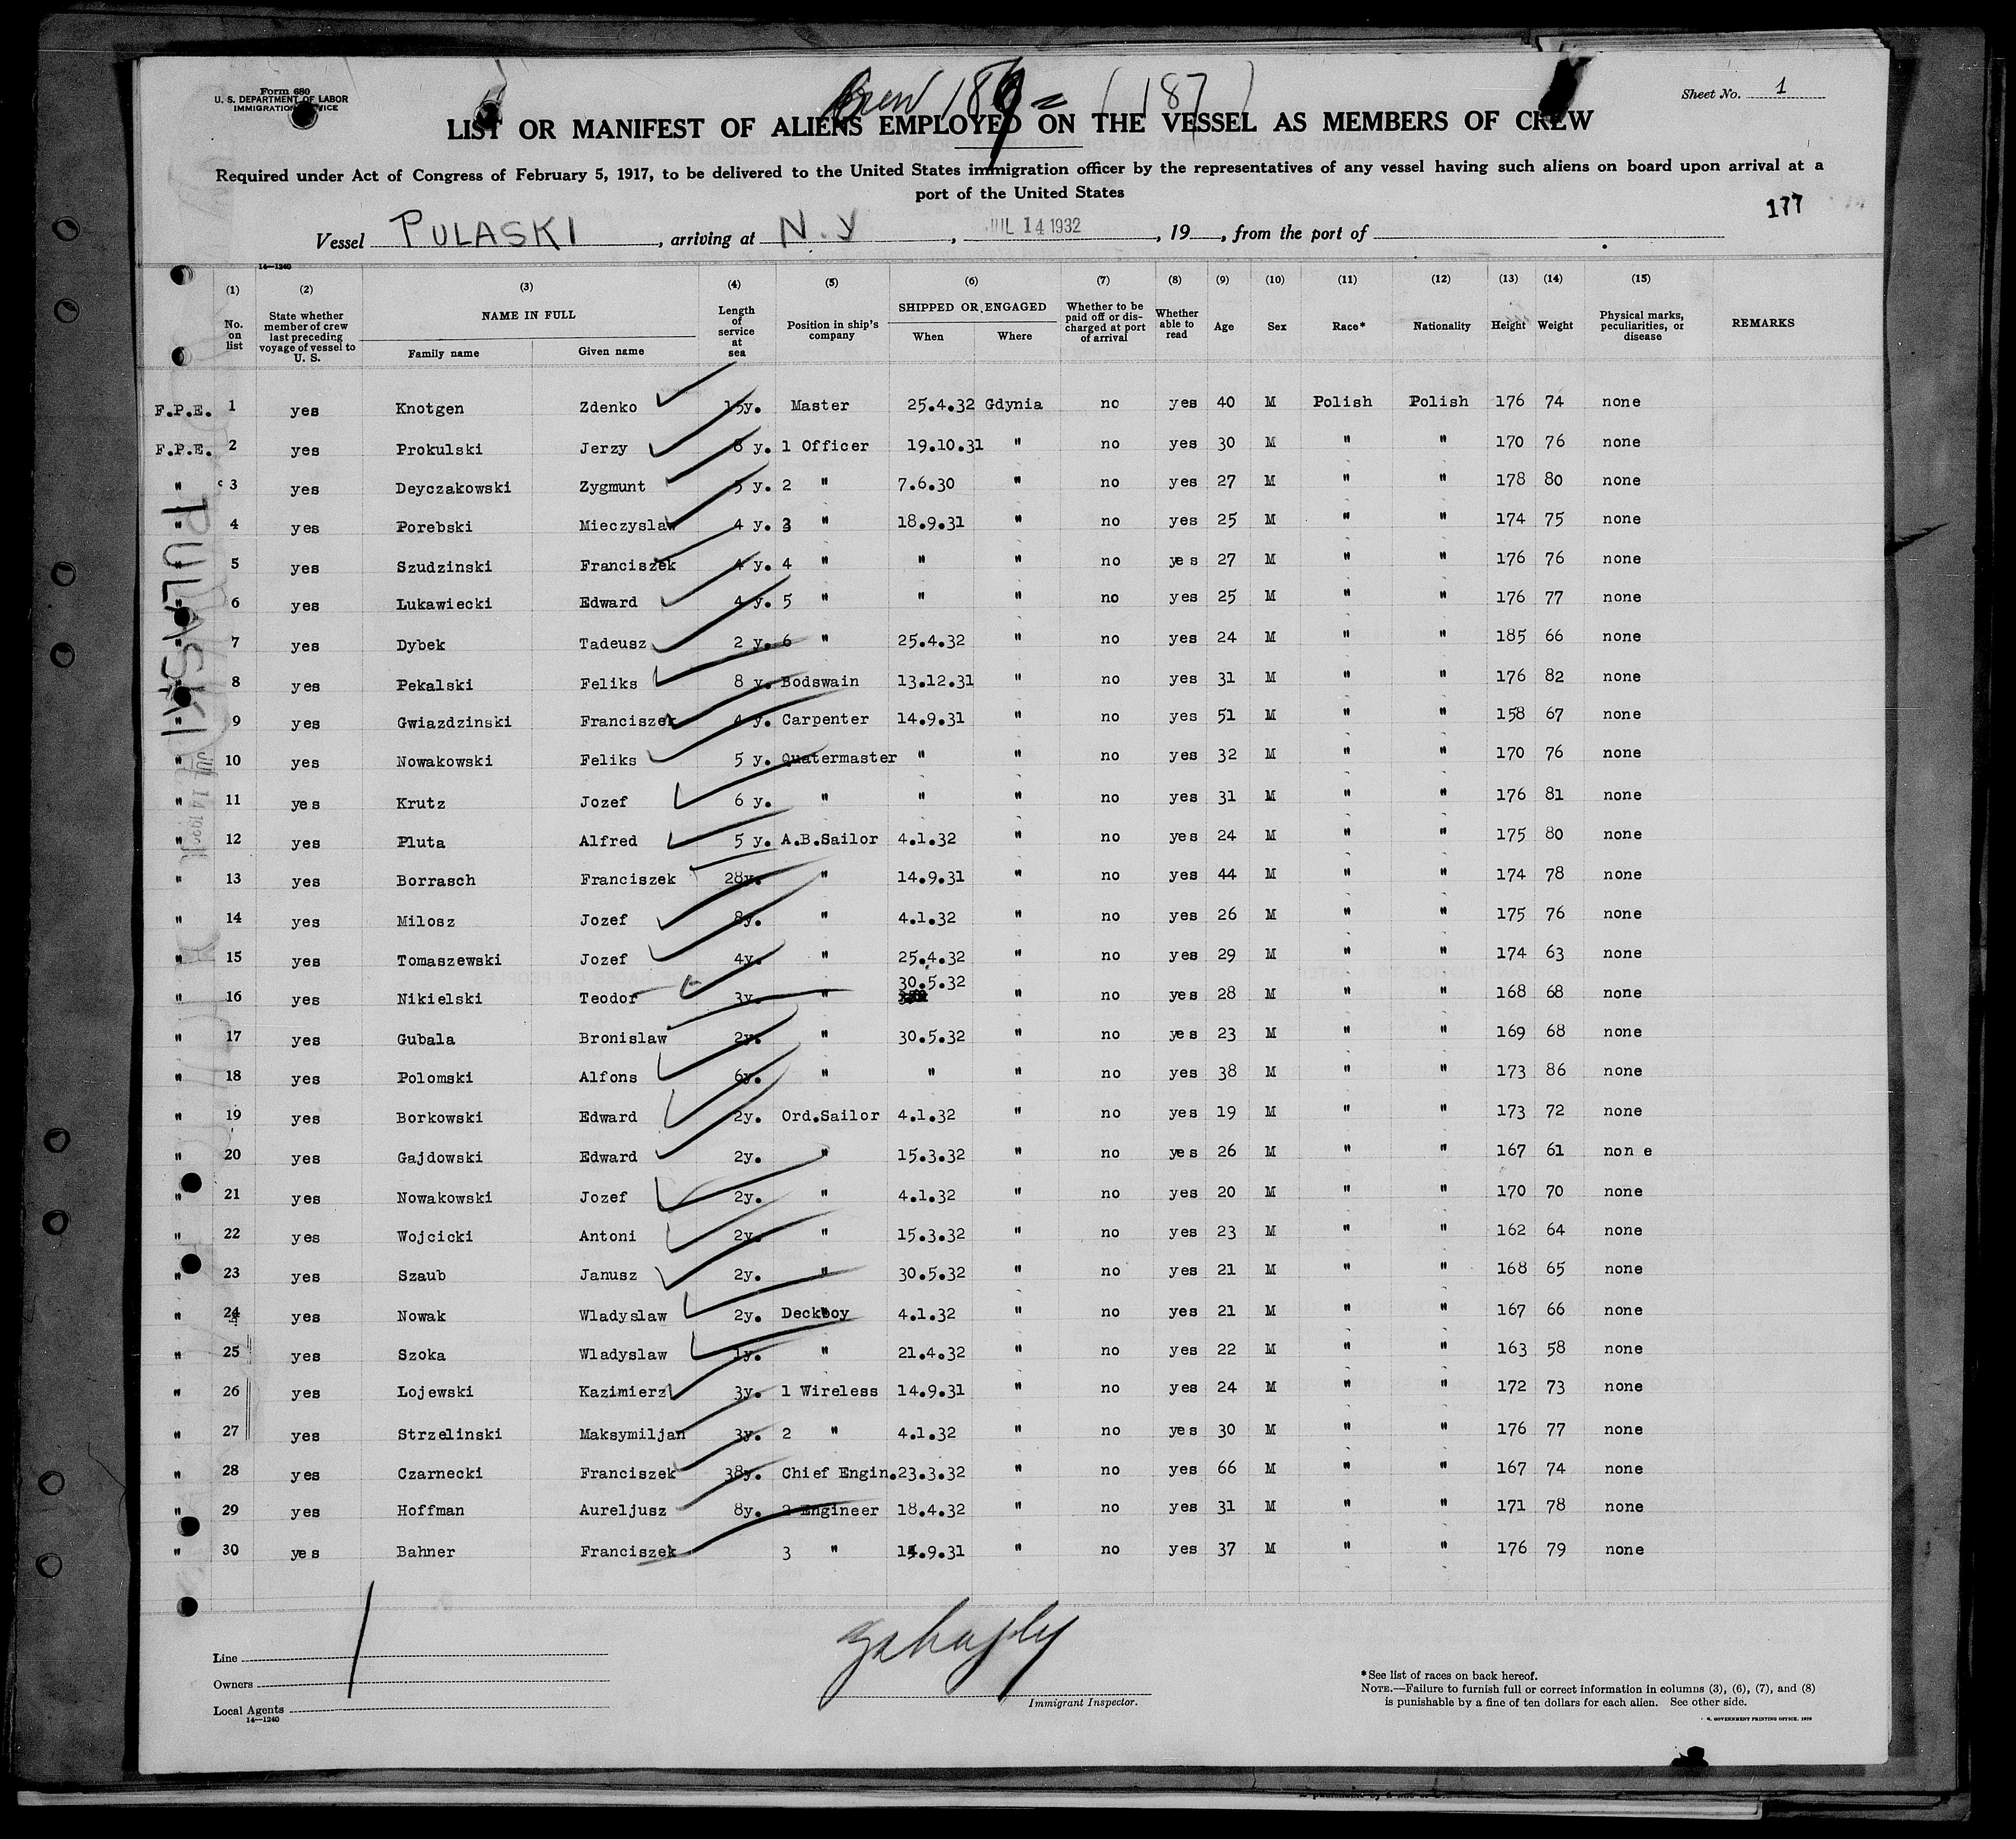 Form 680
U. S. DEPARTMENT OF LABOR
IMMIGRATION SERVICE
Crew 189 = (187)
Sheet No. 1
LIST OR MANIFEST OF ALIENS EMPLOYED ON THE VESSEL AS MEMBERS OF CREW
Required under Act of Congress of February 5, 1917, to be delivered to the United States immigration officer by the representatives of any vessel having such aliens on board upon arrival at a
port of the United States
177
Vessel PULASKI, arriving at N. Y, JUL 14 1932, 19, from the port of
14—1240
(1) (2) (3) (4) (5) (6) (7) (8) (9) (10) (11) (12) (13) (14) (15)
No. on list State whether member of crew last preceding voyage of vessel to U. S. NAME IN FULL Family name Given name Length of service at sea Position in ship's company SHIPPED OR ENGAGED When Where Whether to be paid off or discharged at port of arrival Whether able to read Age Sex Race* Nationality Height Weight Physical marks, peculiarities, or disease REMARKS
F.P.E. 1 yes Knotgen Zdenko 15y. Master 25.4.32 Gdynia no yes 40 M Polish Polish 176 74 none
F.P.E. 2 yes Prokulski Jerzy 8 y. 1 Officer 19.10.31 " no yes 30 M " " 170 76 none
" 3 yes Deyczakowski Zygmunt 5 y. 2 " 7.6.30 " no yes 27 M " " 178 80 none
" 4 yes Porebski Mieczyslaw 4 y. 3 " 18.9.31 " no yes 25 M " " 174 75 none
" 5 yes Szudzinski Franciszek 4 y. 4 " " " no yes 27 M " " 176 76 none
" 6 yes Lukawiecki Edward 4 y. 5 " " " no yes 25 M " " 176 77 none
" 7 yes Dybek Tadeusz 2 y. 6 " 25.4.32 " no yes 24 M " " 185 66 none
" 8 yes Pekalski Feliks 8 y. Bodswain 13.12.31 " no yes 31 M " " 176 82 none
" 9 yes Gwiazdzinski Franciszek 4 y. Carpenter 14.9.31 " no yes 51 M " " 158 67 none
" 10 yes Nowakowski Feliks 5 y. Quatermaster " " no yes 32 M " " 170 76 none
" 11 yes Krutz Jozef 6 y. " " " no yes 31 M " " 176 81 none
" 12 yes Pluta Alfred 5 y. A.B.Sailor 4.1.32 " no yes 24 M " " 175 80 none
" 13 yes Borrasch Franciszek 28y. " 14.9.31 " no yes 44 M " " 174 78 none
" 14 yes Milosz Jozef 8y. " 4.1.32 " no yes 26 M " " 175 76 none
" 15 yes Tomaszewski Jozef 4y. " 25.4.32 " no yes 29 M " " 174 63 none
" 16 yes Nikielski Teodor 3y. " 30.5.32 " no yes 28 M " " 168 68 none
" 17 yes Gubala Bronislaw 2y. " 30.5.32 " no yes 23 M " " 169 68 none
" 18 yes Polomski Alfons 6y. " " " no yes 38 M " " 173 86 none
" 19 yes Borkowski Edward 2y. Ord.Sailor 4.1.32 " no yes 19 M " " 173 72 none
" 20 yes Gajdowski Edward 2y. " 15.3.32 " no yes 26 M " " 167 61 non e
" 21 yes Nowakowski Jozef 2y. " 4.1.32 " no yes 20 M " " 170 70 none
" 22 yes Wojcicki Antoni 2y. " 15.3.32 " no yes 23 M " " 162 64 none
" 23 yes Szaub Janusz 2y. " 30.5.32 " no yes 21 M " " 168 65 none
" 24 yes Nowak Wladyslaw 2y. Deckboy 4.1.32 " no yes 21 M " " 167 66 none
" 25 yes Szoka Wladyslaw 1y. " 21.4.32 " no yes 22 M " " 163 58 none
" 26 yes Lojewski Kazimierz 3y. 1 Wireless 14.9.31 " no yes 24 M " " 172 73 none
" 27 yes Strzelinski Maksymiljan 3y. 2 " 4.1.32 " no yes 30 M " " 176 77 none
" 28 yes Czarnecki Franciszek 38y. Chief Engin. 23.3.32 " no yes 66 M " " 167 74 none
" 29 yes Hoffman Aureljusz 8y. 2 Engineer 18.4.32 " no yes 31 M " " 171 78 none
" 30 yes Bahner Franciszek 3 " 14.9.31 " no yes 37 M " " 176 79 none
PULASKI
JUL 14 1932
Line
Owners
Local Agents
14—1240
Immigrant Inspector.
*See list of races on back hereof.
NOTE.—Failure to furnish full or correct information in columns (3), (6), (7), and (8)
is punishable by a fine of ten dollars for each alien. See other side.
GOVERNMENT PRINTING OFFICE